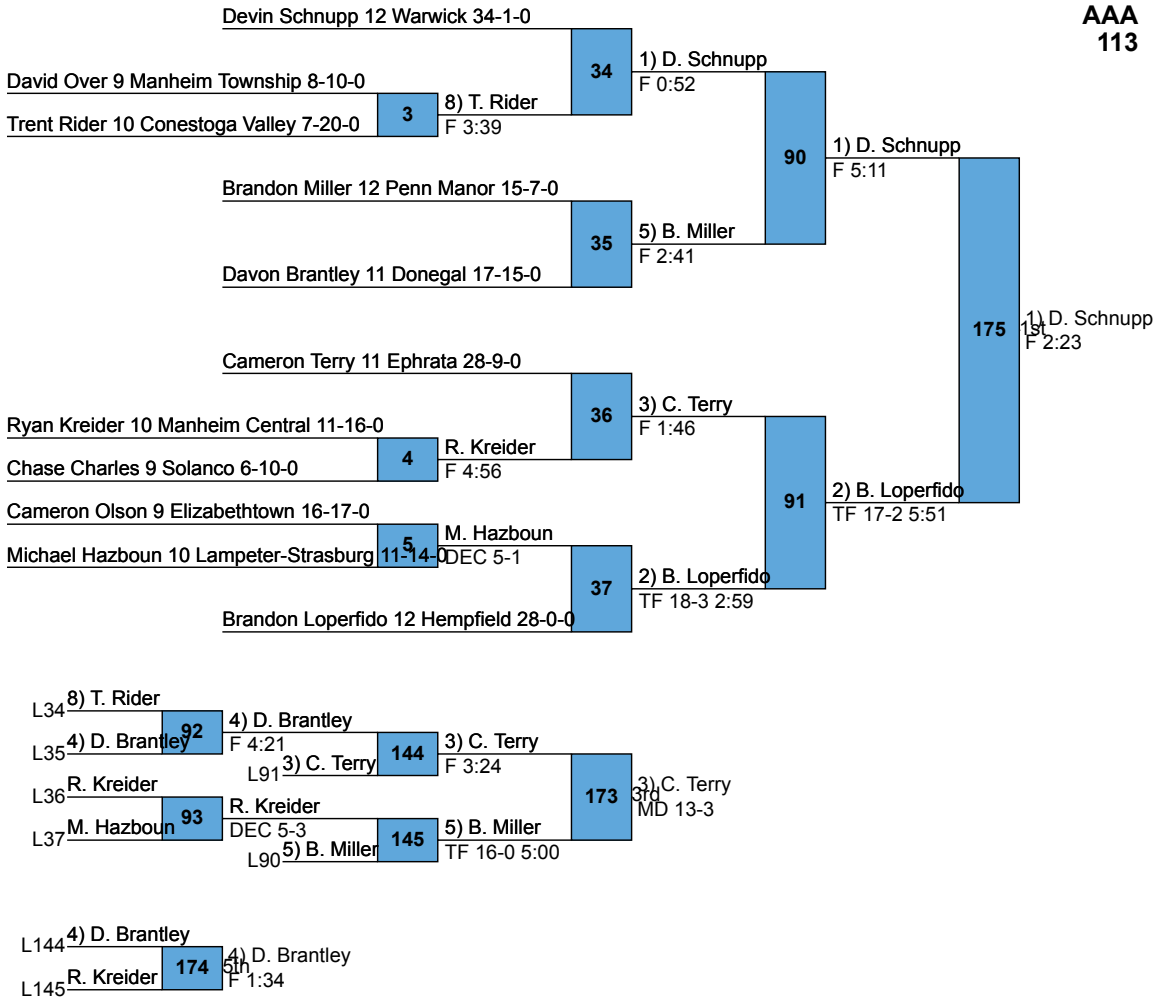 AAA
113
Devin Schnupp 12 Warwick 34-1-0
34
1) D. Schnupp
F 0:52
David Over 9 Manheim Township 8-10-0
3
8) T. Rider
F 3:39
Trent Rider 10 Conestoga Valley 7-20-0
90
1) D. Schnupp
F 5:11
Brandon Miller 12 Penn Manor 15-7-0
35
5) B. Miller
F 2:41
Davon Brantley 11 Donegal 17-15-0
175
1st
1) D. Schnupp
F 2:23
Cameron Terry 11 Ephrata 28-9-0
36
3) C. Terry
F 1:46
Ryan Kreider 10 Manheim Central 11-16-0
4
R. Kreider
F 4:56
Chase Charles 9 Solanco 6-10-0
91
2) B. Loperfido
TF 17-2 5:51
Cameron Olson 9 Elizabethtown 16-17-0
5
M. Hazboun
DEC 5-1
Michael Hazboun 10 Lampeter-Strasburg 11-14-0
37
2) B. Loperfido
TF 18-3 2:59
Brandon Loperfido 12 Hempfield 28-0-0
L34
8) T. Rider
92
4) D. Brantley
F 4:21
L35
4) D. Brantley
144
3) C. Terry
F 3:24
L91
3) C. Terry
L36
R. Kreider
93
R. Kreider
DEC 5-3
L37
M. Hazboun
145
5) B. Miller
TF 16-0 5:00
L90
5) B. Miller
173
3rd
3) C. Terry
MD 13-3
L144
4) D. Brantley
174
5th
4) D. Brantley
F 1:34
L145
R. Kreider